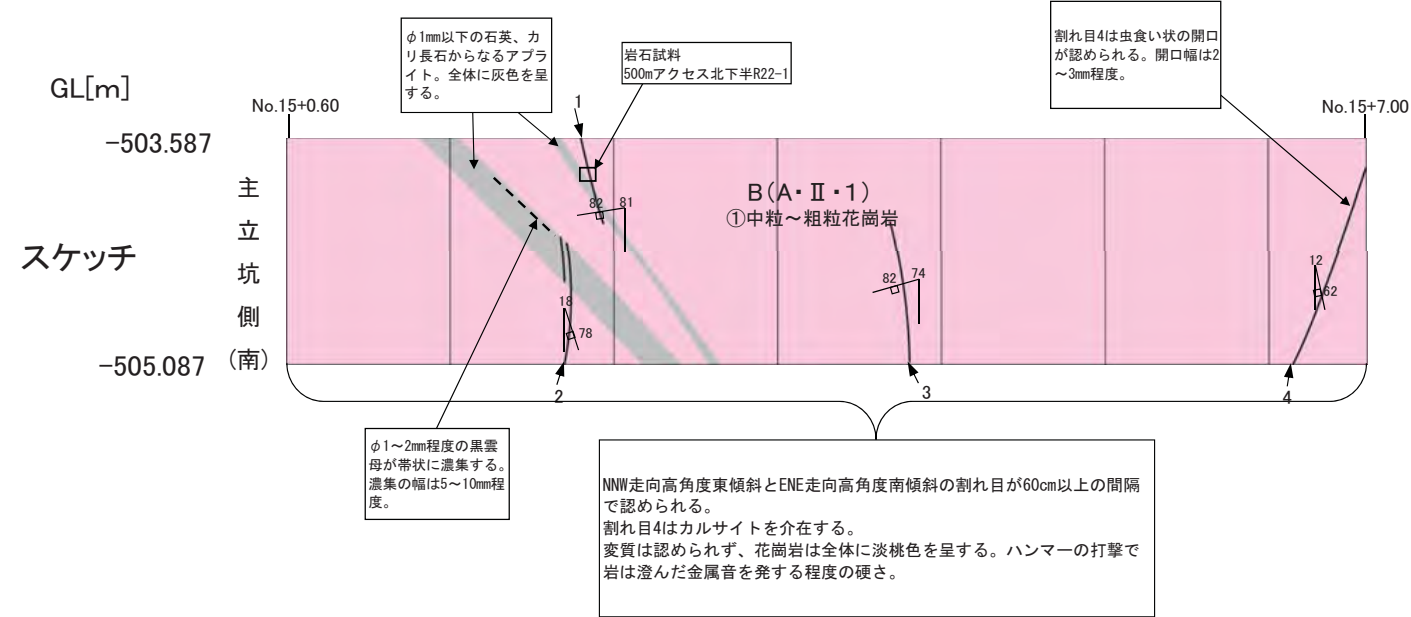 φ1mm以下の石英、カ
リ長石からなるアプラ
イト。全体に灰色を呈
する。
岩石試料
500mアクセス北下半R22-1
割れ目4は虫食い状の開口
が認められる。開口幅は2
～3mm程度。
GL[m]
No.15+0.60
1
No.15+7.00
-503.587
主立坑側(南)
B(A・Ⅱ・1)
①中粒～粗粒花崗岩
82
81
スケッチ
82
74
12
62
18
78
-505.087
2
3
4
φ1～2mm程度の黒雲
母が帯状に濃集する。
濃集の幅は5～10mm程
度。
NNW走向高角度東傾斜とENE走向高角度南傾斜の割れ目が60cm以上の間隔
で認められる。
割れ目4はカルサイトを介在する。
変質は認められず、花崗岩は全体に淡桃色を呈する。ハンマーの打撃で
岩は澄んだ金属音を発する程度の硬さ。